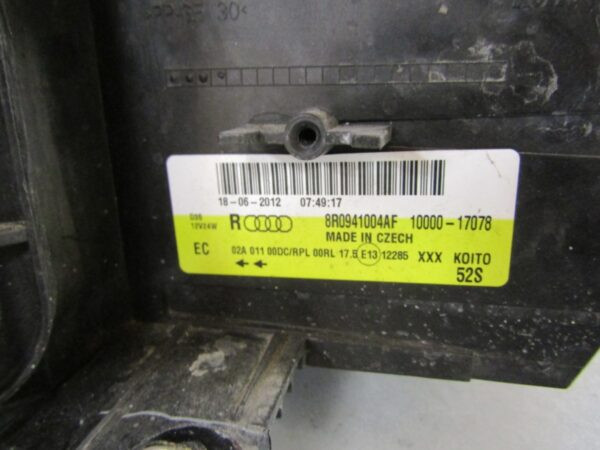 18-06-2012 07:49:17
R 8R0941004AF 10000-17078
12V24W MADE IN CZECH
EC 02A 011 00DC/RPL 00RL 17.5 E13 12285 XXX KOITO
52S